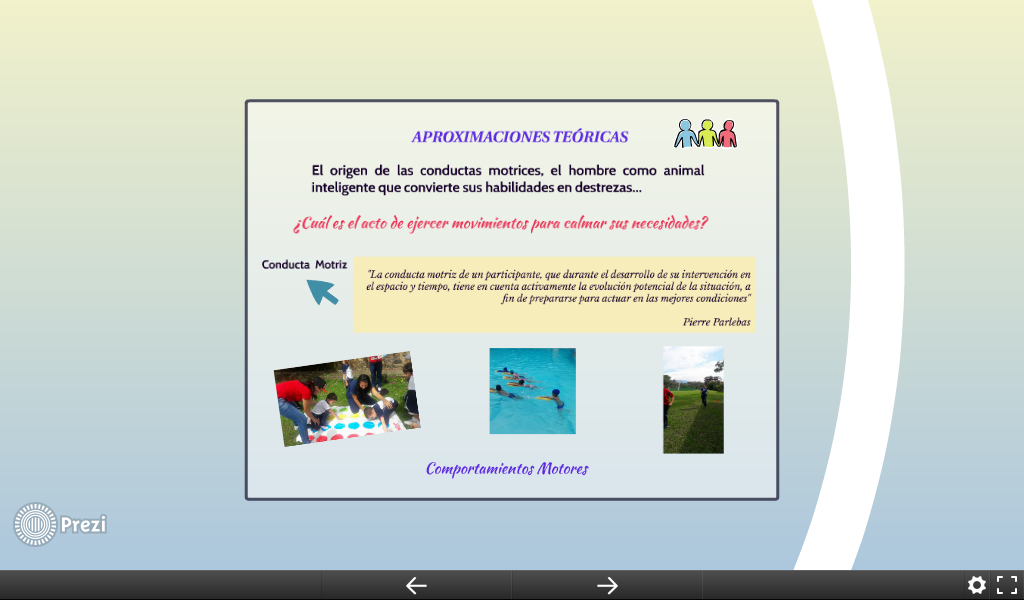 APROXIMACIONES TEÓRICAS
El origen de las conductas motrices, el hombre como animal
inteligente que convierte sus habilidades en destrezas...
¿Cuál es el acto de ejercer movimientos para calmar sus necesidades?
Conducta Motriz
"La conducta motriz de un participante, que durante el desarrollo de su intervención en
el espacio y tiempo, tiene en cuenta activamente la evolución potencial de la situación, a
fin de prepararse para actuar en las mejores condiciones"
Pierre Parlebas
Comportamientos Motores
Prezi